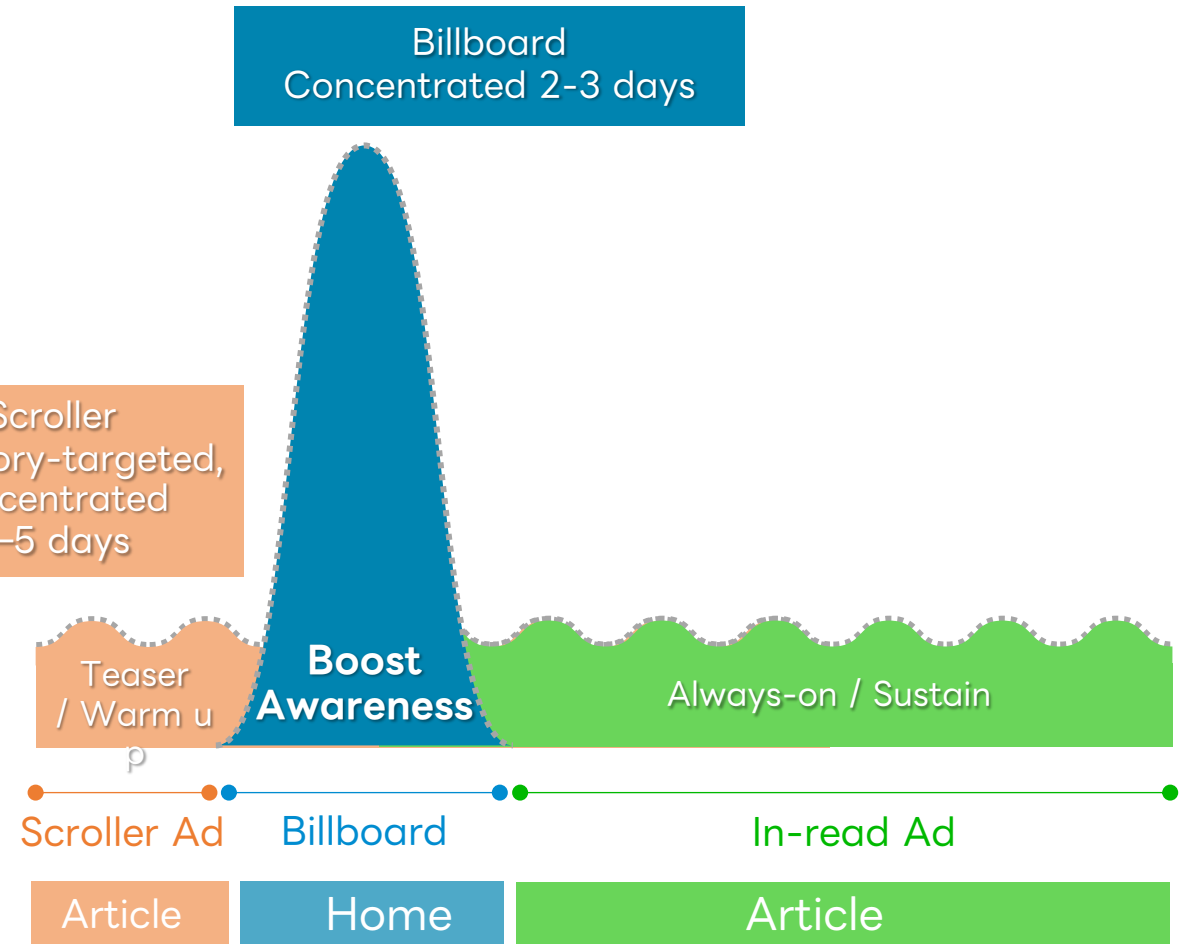 Billboard
Concentrated 2-3 days
Scroller
ory-targeted,
centrated
–5 days
Boost
Awareness
Teaser
/ Warm u
p
Always-on / Sustain
Scroller Ad
Billboard
In-read Ad
Article
Home
Article